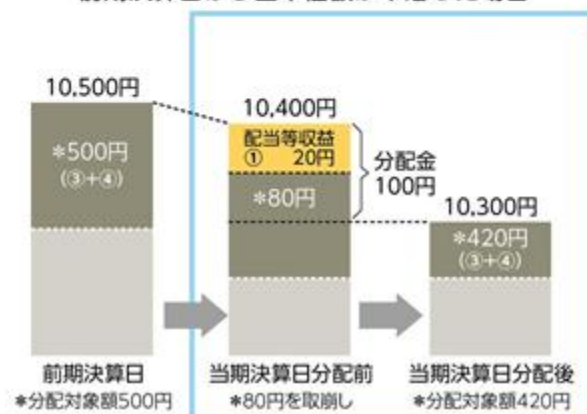 10,500円
*500円
(③+④)
10,400円
配当等収益
① 20円
*80円
分配金
100円
10,300円
*420円
(③+④)
前期決算日
*分配対象額500円
当期決算日分配前
*80円を取崩し
当期決算日分配後
*分配対象額420円